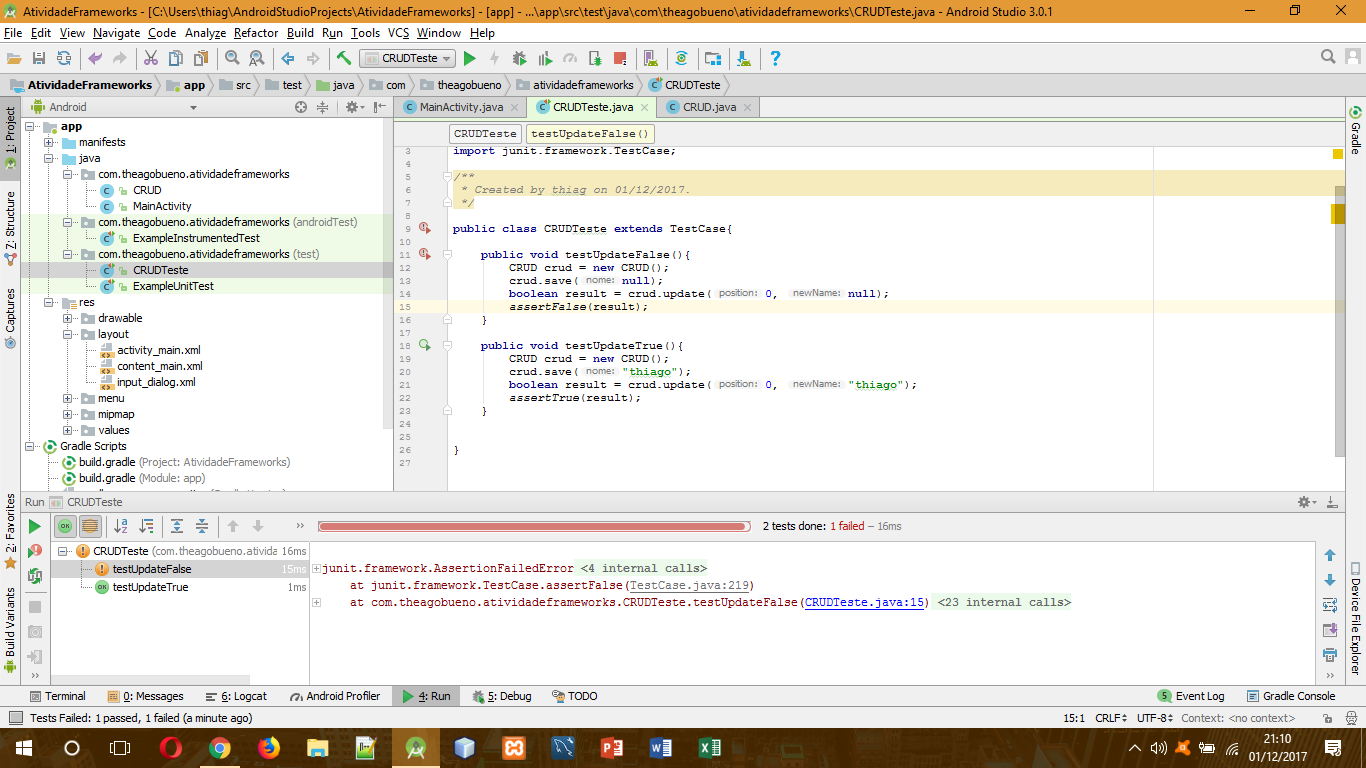 AtividadeFrameworks - [C:\Users\thiag\AndroidStudioProjects\AtividadeFrameworks] - [app] - ...\app\src\test\java\com\theagobueno\atividadeframeworks\CRUDTeste.java - Android Studio 3.0.1
File Edit View Navigate Code Analyze Refactor Build Run Tools VCS Window Help
CRUDTeste
AtividadeFrameworks app src test java com theagobueno atividadeframeworks CRUDTeste
Android
MainActivity.java CRUDTeste.java CRUD.java
CRUDTeste testUpdateFalse()
1: Project
Z: Structure
Captures
2: Favorites
Build Variants
Gradle
Device File Explorer
app
manifests
java
com.theagobueno.atividadeframeworks
CRUD
MainActivity
com.theagobueno.atividadeframeworks (androidTest)
ExampleInstrumentedTest
com.theagobueno.atividadeframeworks (test)
CRUDTeste
ExampleUnitTest
res
drawable
layout
activity_main.xml
content_main.xml
input_dialog.xml
menu
mipmap
values
Gradle Scripts
build.gradle (Project: AtividadeFrameworks)
build.gradle (Module: app)
3 import junit.framework.TestCase;
4
5 /**
6 * Created by thiag on 01/12/2017.
7 */
8
9 public class CRUDTeste extends TestCase{
10
11 public void testUpdateFalse(){
12 CRUD crud = new CRUD();
13 crud.save( nome: null);
14 boolean result = crud.update( position: 0, newName: null);
15 assertFalse(result);
16 }
17
18 public void testUpdateTrue(){
19 CRUD crud = new CRUD();
20 crud.save( nome: "thiago");
21 boolean result = crud.update( position: 0, newName: "thiago");
22 assertTrue(result);
23 }
24
25
26 }
27
Run CRUDTeste
2 tests done: 1 failed – 16ms
CRUDTeste (com.theagobueno.ativida 16ms
testUpdateFalse 15ms
testUpdateTrue 1ms
junit.framework.AssertionFailedError <4 internal calls>
at junit.framework.TestCase.assertFalse(TestCase.java:219)
at com.theagobueno.atividadeframeworks.CRUDTeste.testUpdateFalse(CRUDTeste.java:15) <23 internal calls>
Terminal 0: Messages 6: Logcat Android Profiler 4: Run 5: Debug TODO 5 Event Log Gradle Console
Tests Failed: 1 passed, 1 failed (a minute ago) 15:1 CRLF UTF-8 Context: <no context>
21:10
01/12/2017